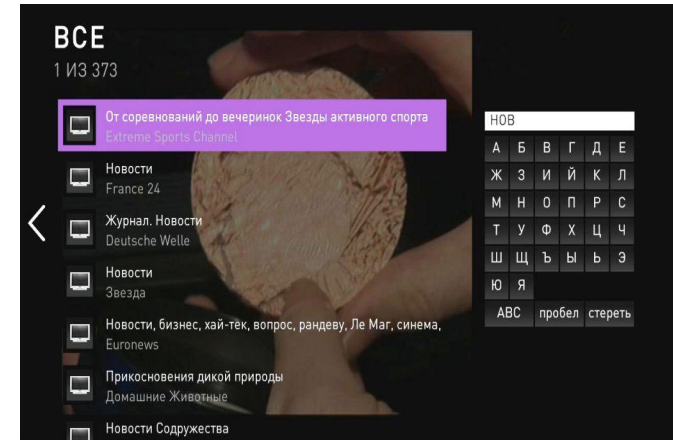 ВСЕ
1 ИЗ 373
От соревнований до вечеринок Звезды активного спорта
Extreme Sports Channel
Новости
France 24
Журнал. Новости
Deutsche Welle
Новости
Звезда
Новости, бизнес, хай-тек, вопрос, рандеву, Ле Маг, синема,
Euronews
Прикосновения дикой природы
Домашние Животные
Новости Содружества
НОВ
А Б В Г Д Е
Ж З И Й К Л
М Н О П Р С
Т У Ф Х Ц Ч
Ш Щ Ъ Ы Ь Э
Ю Я
ABC пробел стереть